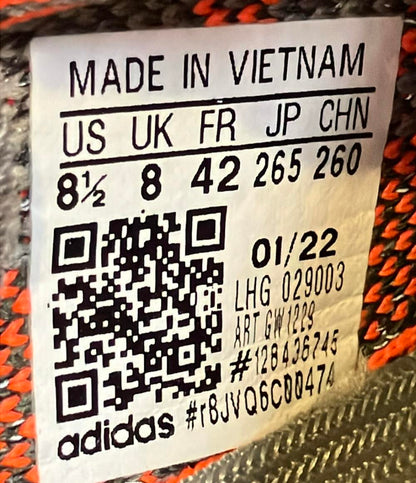 MADE IN VIETNAM
US UK FR JP CHN
8½ 8 42 265 260
01/22
LHG 029003
ART GW1229
#128436745
adidas #r8JVQ6C00474